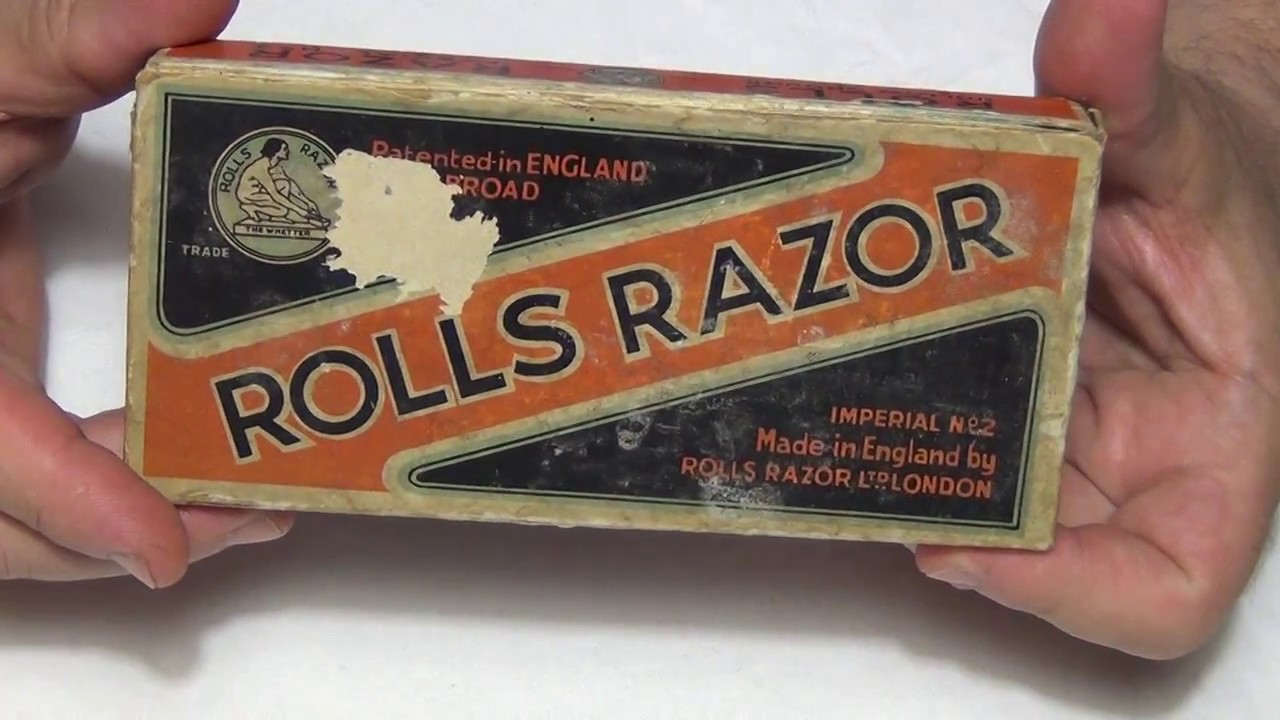 ROLLS RAZOR
THE WHETTER
TRADE
Patented in ENGLAND
BROAD
ROLLS RAZOR
IMPERIAL Nº2
Made in England by
ROLLS RAZOR LTD LONDON